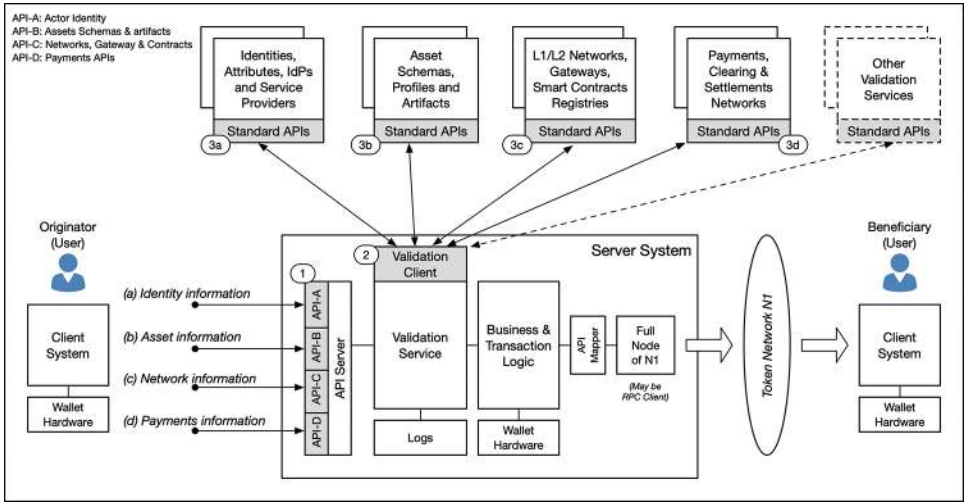 API-A: Actor Identity
API-B: Assets Schemas & artifacts
API-C: Networks, Gateway & Contracts
API-D: Payments APIs
Identities,
Attributes, IdPs
and Service
Providers
Standard APIs
3a
Asset
Schemas,
Profiles and
Artifacts
Standard APIs
3b
L1/L2 Networks,
Gateways,
Smart Contracts
Registries
Standard APIs
3c
Payments,
Clearing &
Settlements
Networks
Standard APIs
3d
Other
Validation
Services
Standard APIs
Originator
(User)
Client
System
Wallet
Hardware
(a) Identity information
(b) Asset information
(c) Network information
(d) Payments information
Server System
1
API-A
API-B
API-C
API-D
API Server
2
Validation
Client
Validation
Service
Logs
Business &
Transaction
Logic
Wallet
Hardware
API
Mapper
Full
Node
of N1
(May be
RPC Client)
Token Network N1
Beneficiary
(User)
Client
System
Wallet
Hardware